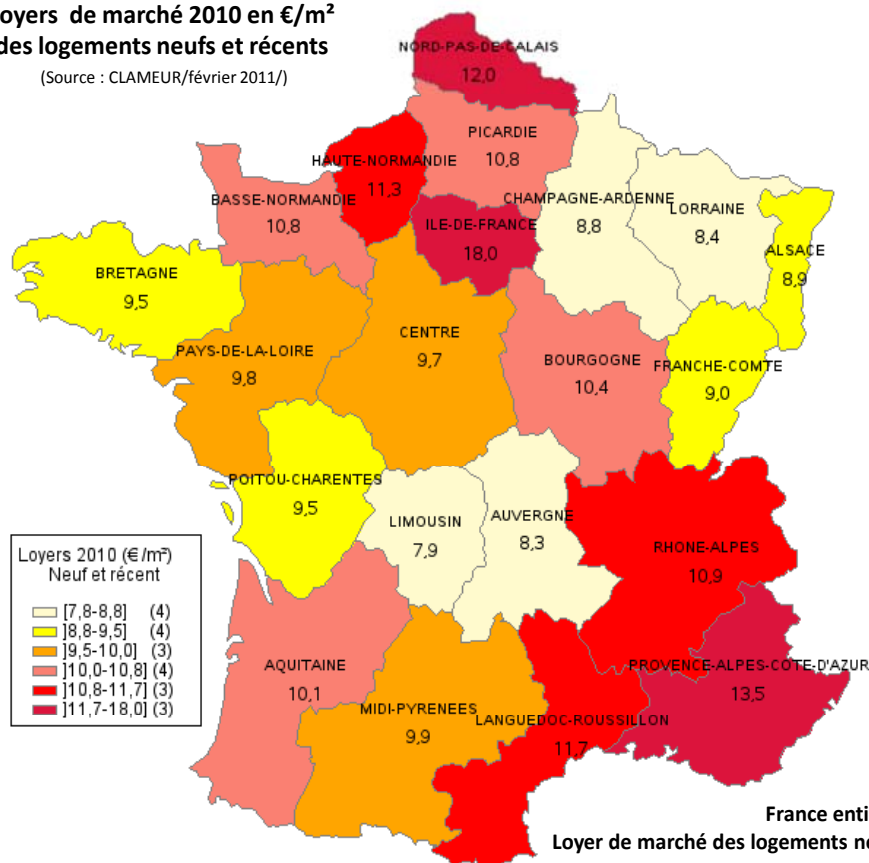 oyers de marché 2010 en €/m²
des logements neufs et récents
(Source : CLAMEUR/février 2011/)
NORD-PAS-DE-CALAIS
12,0
PICARDIE
10,8
HAUTE-NORMANDIE
11,3
BASSE-NORMANDIE
10,8
CHAMPAGNE-ARDENNE
8,8
LORRAINE
8,4
ILE-DE-FRANCE
18,0
ALSACE
8,9
BRETAGNE
9,5
PAYS-DE-LA-LOIRE
9,8
CENTRE
9,7
BOURGOGNE
10,4
FRANCHE-COMTE
9,0
POITOU-CHARENTES
9,5
LIMOUSIN
7,9
AUVERGNE
8,3
RHONE-ALPES
10,9
Loyers 2010 (€/m²)
Neuf et récent
[7,8-8,8] (4)
]8,8-9,5] (4)
]9,5-10,0] (3)
]10,0-10,8] (4)
]10,8-11,7] (3)
]11,7-18,0] (3)
AQUITAINE
10,1
MIDI-PYRENEES
9,9
LANGUEDOC-ROUSSILLON
11,7
PROVENCE-ALPES-COTE-D'AZUR
13,5
France enti
Loyer de marché des logements ne